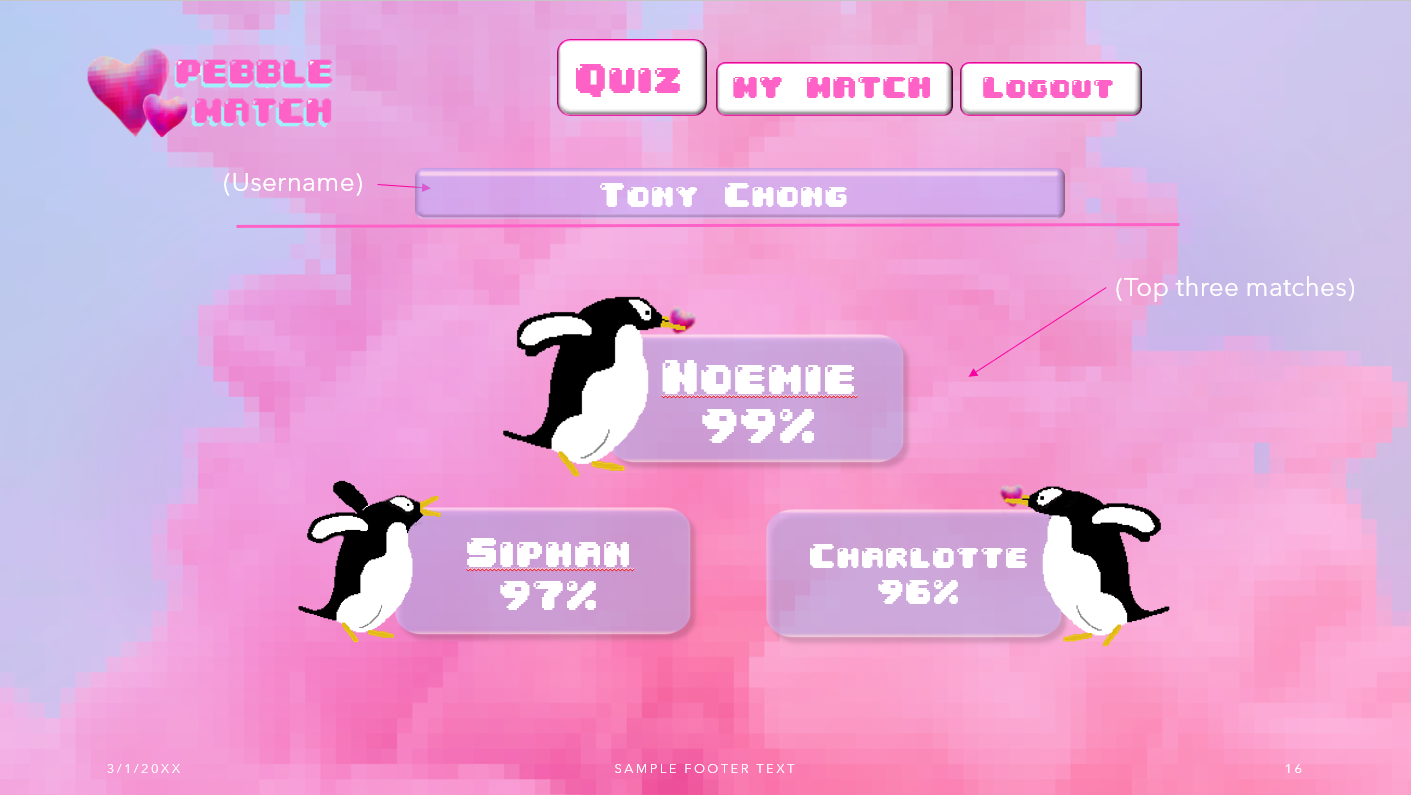 PEBBLE
MATCH
QUIZ
MY MATCH
LOGOUT
(Username)
TONY CHONG
(Top three matches)
NOEMIE
99%
SIPHAN
97%
CHARLOTTE
96%
3/1/20XX
SAMPLE FOOTER TEXT
16